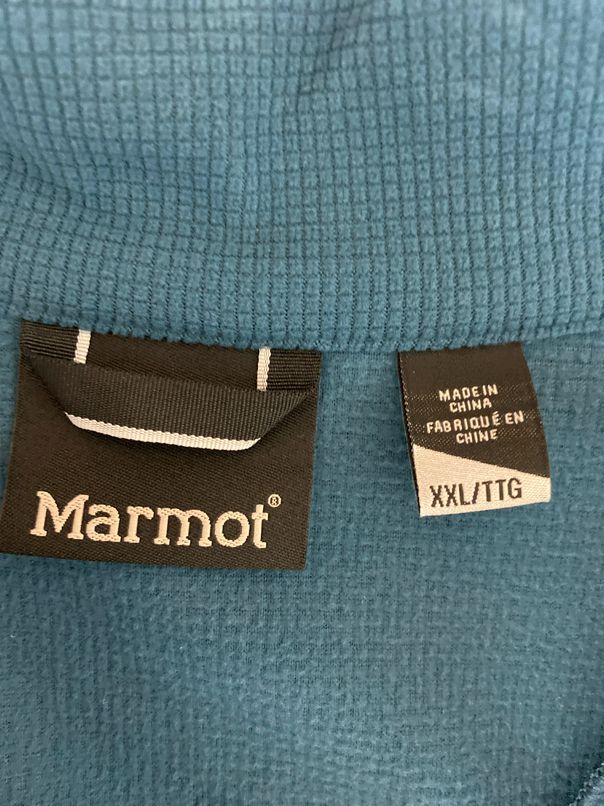 Marmot®
MADE IN
CHINA
FABRIQUÉ EN
CHINE
XXL/TTG